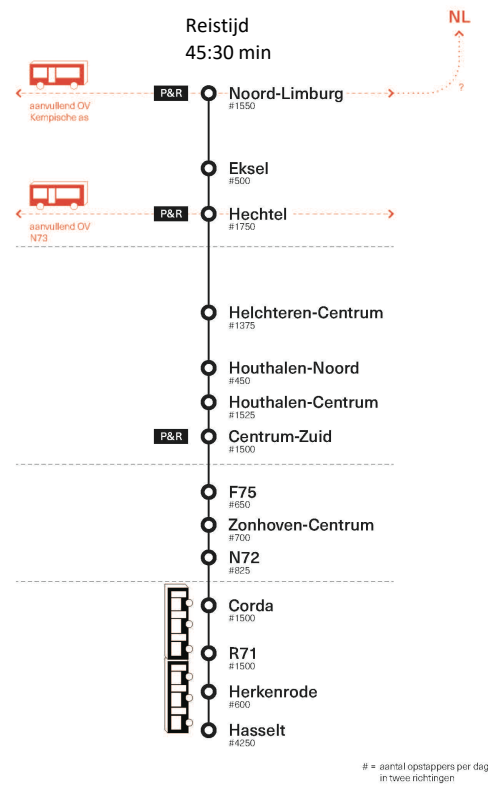 Reistijd
45:30 min
NL
P&R
Noord-Limburg
#1550
?
aanvullend OV
Kempische as
Eksel
#500
P&R
Hechtel
#1750
aanvullend OV
N73
Helchteren-Centrum
#1375
Houthalen-Noord
#450
Houthalen-Centrum
#1525
P&R
Centrum-Zuid
#1500
F75
#650
Zonhoven-Centrum
#700
N72
#825
Corda
#1500
R71
#1500
Herkenrode
#600
Hasselt
#4250
# = aantal opstappers per dag
in twee richtingen